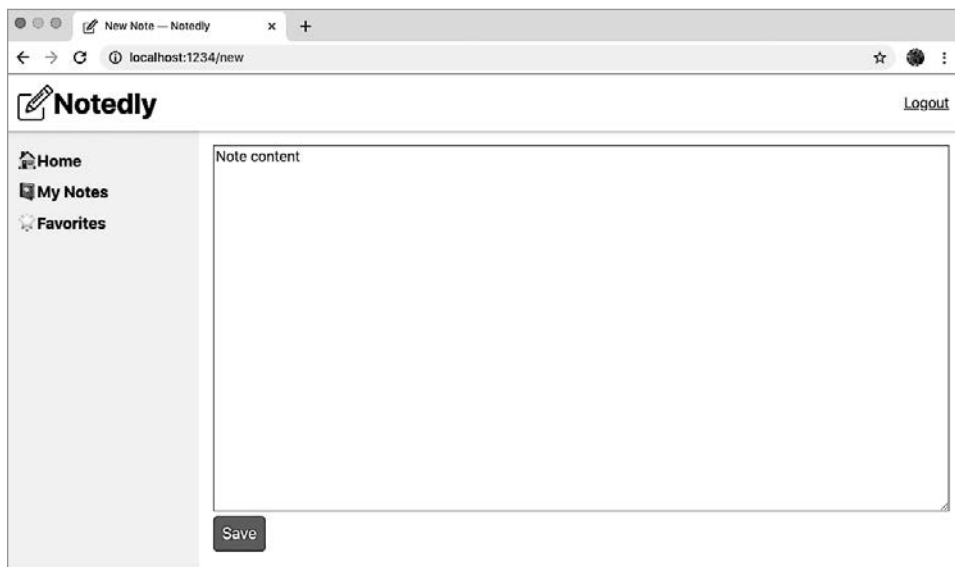 New Note — Notedly
localhost:1234/new
Notedly
Logout
Home
My Notes
Favorites
Note content
Save